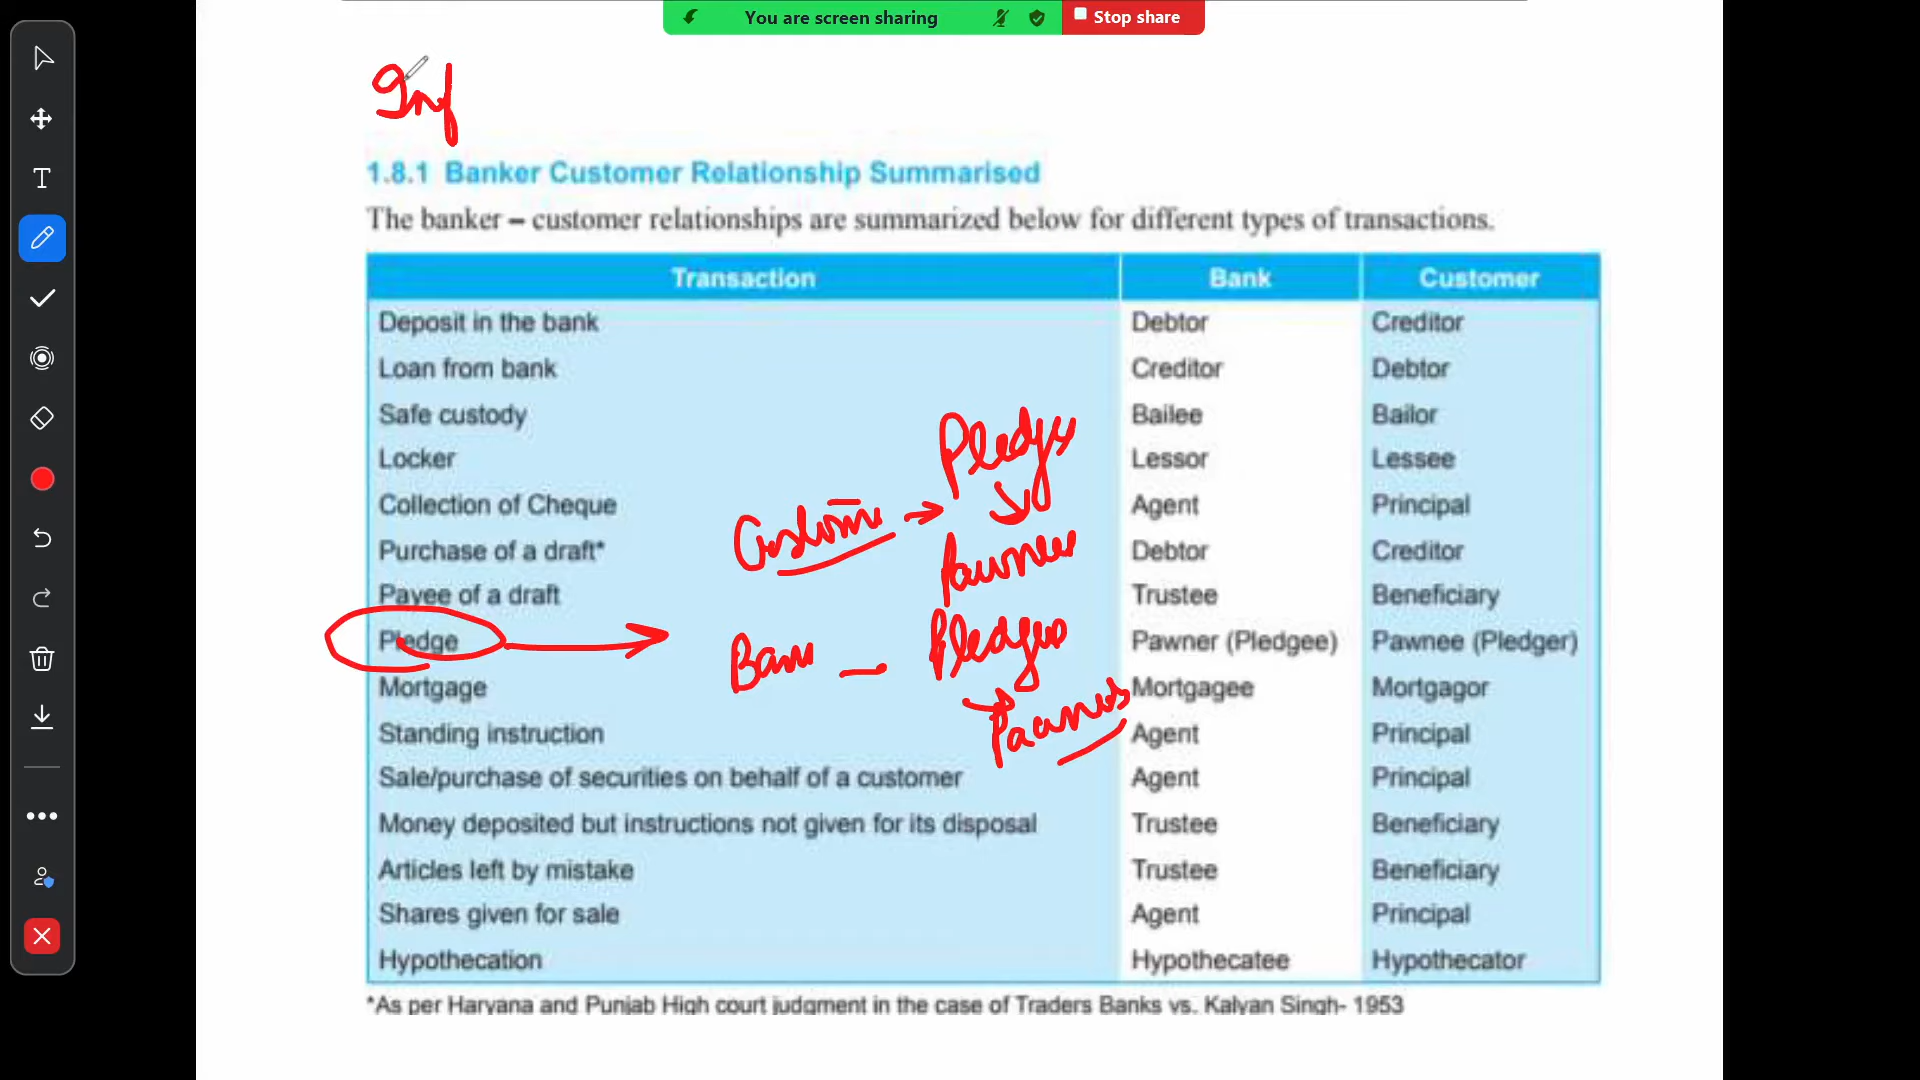 You are screen sharing Stop share
Inf
1.8.1 Banker Customer Relationship Summarised
The banker – customer relationships are summarized below for different types of transactions.
Transaction Bank Customer
Deposit in the bank Debtor Creditor
Loan from bank Creditor Debtor
Safe custody Bailee Bailor
Locker Lessor Lessee
Collection of Cheque Agent Principal
Purchase of a draft* Debtor Creditor
Payee of a draft Trustee Beneficiary
Pledge Pawner (Pledgee) Pawnee (Pledger)
Mortgage Mortgagee Mortgagor
Standing instruction Agent Principal
Sale/purchase of securities on behalf of a customer Agent Principal
Money deposited but instructions not given for its disposal Trustee Beneficiary
Articles left by mistake Trustee Beneficiary
Shares given for sale Agent Principal
Hypothecation Hypothecatee Hypothecator
*As per Haryana and Punjab High court judgment in the case of Traders Banks vs. Kalyan Singh- 1953